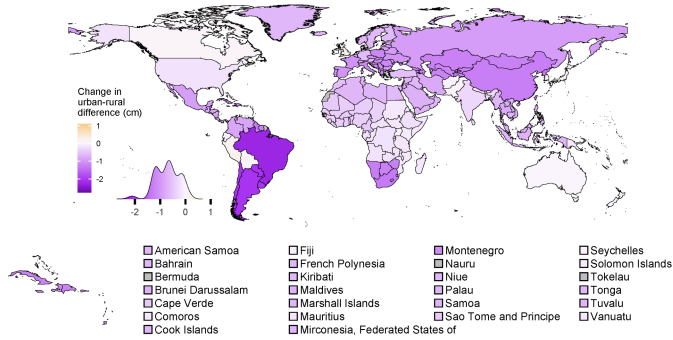 Change in
urban-rural
difference (cm)
1
0
-1
-2
-2 -1 0 1
American Samoa Fiji Montenegro Seychelles
Bahrain French Polynesia Nauru Solomon Islands
Bermuda Kiribati Niue Tokelau
Brunei Darussalam Maldives Palau Tonga
Cape Verde Marshall Islands Samoa Tuvalu
Comoros Mauritius Sao Tome and Principe Vanuatu
Cook Islands Mirconesia, Federated States of